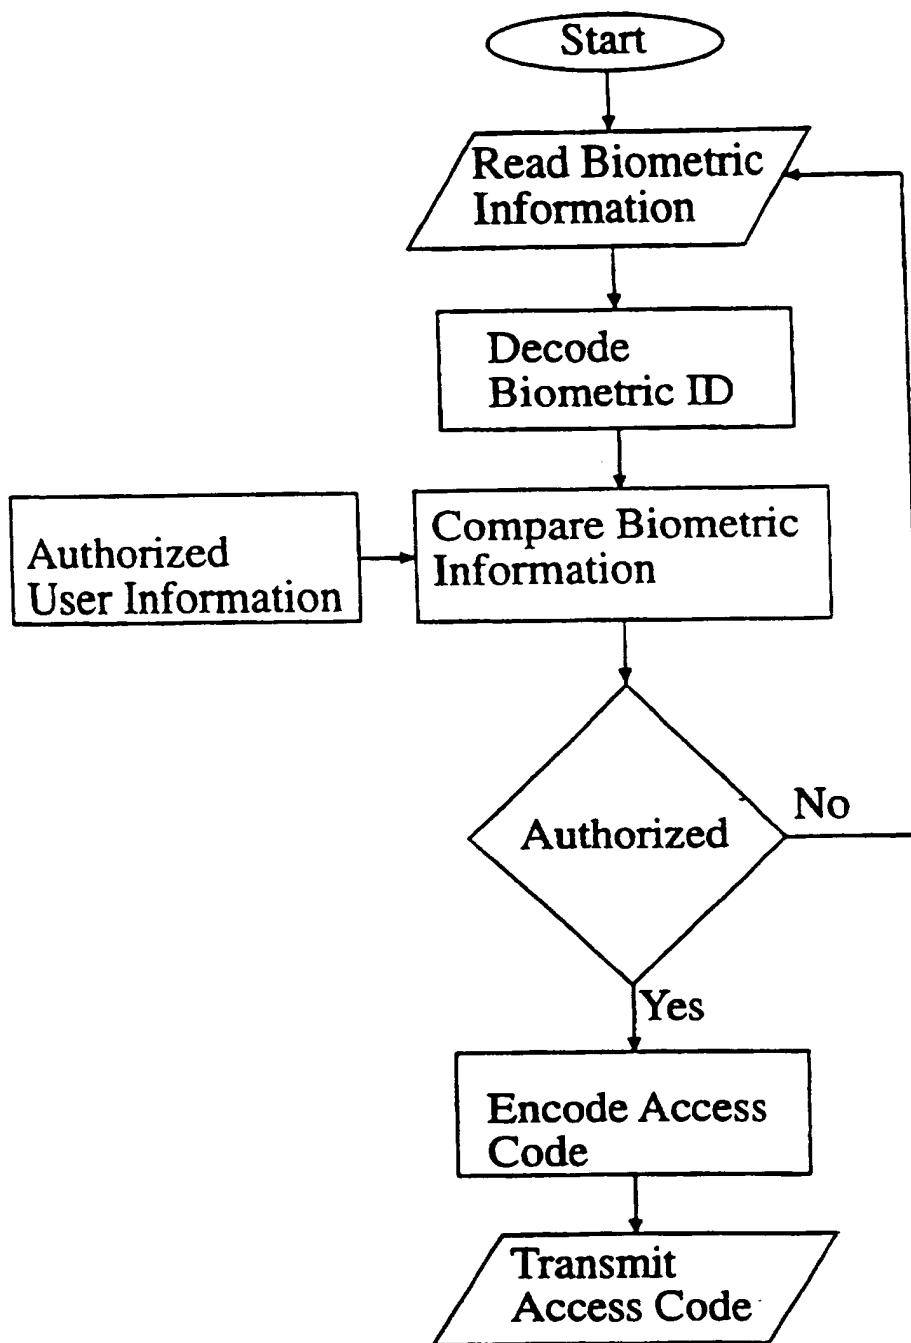 Start
Read Biometric
Information
Decode
Biometric ID
Authorized
User Information
Compare Biometric
Information
Authorized
No
Yes
Encode Access
Code
Transmit
Access Code